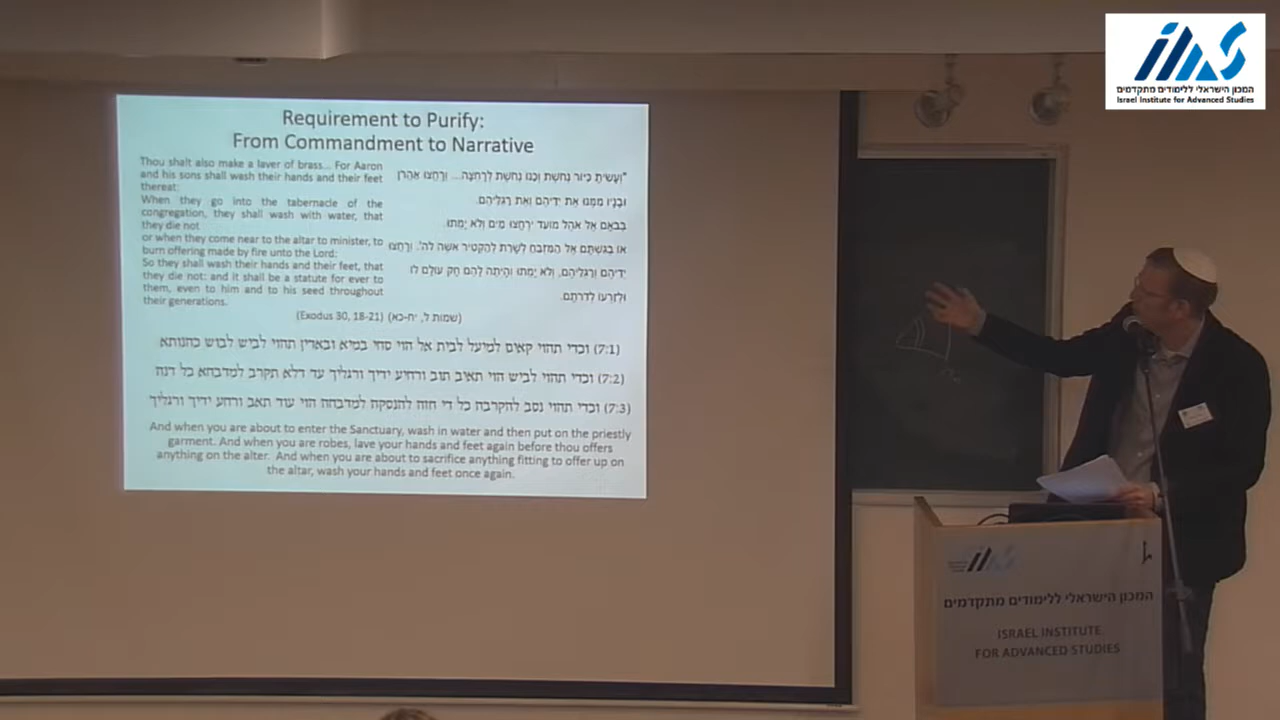 המכון הישראלי ללימודים מתקדמים
Israel Institute for Advanced Studies
Requirement to Purify:
From Commandment to Narrative
Thou shalt also make a laver of brass... For Aaron
and his sons shall wash their hands and their feet
thereat:
When they go into the tabernacle of the
congregation, they shall wash with water, that
they die not
or when they come near to the altar to minister, to
burn offering made by fire unto the Lord:
So they shall wash their hands and their feet, that
they die not: and it shall be a statute for ever to
them, even to him and to his seed throughout
their generations.
"וְעָשִׂיתָ כִּיּוֹר נְחֹשֶׁת וְכַנּוֹ נְחֹשֶׁת לְרָחְצָה... וְרָחֲצוּ אַהֲרֹן
וּבָנָיו מִמֶּנּוּ אֶת יְדֵיהֶם וְאֶת רַגְלֵיהֶם.
בְּבֹאָם אֶל אֹהֶל מוֹעֵד יִרְחֲצוּ מַיִם וְלֹא יָמֻתוּ.
אוֹ בְגִשְׁתָּם אֶל הַמִּזְבֵּחַ לְשָׁרֵת לְהַקְטִיר אִשֶּׁה לה'. וְרָחֲצוּ
יְדֵיהֶם וְרַגְלֵיהֶם, וְלֹא יָמֻתוּ וְהָיְתָה לָהֶם חָק עוֹלָם לוֹ
וּלְזַרְעוֹ לְדֹרֹתָם.
(Exodus 30, 18-21) (שמות ל, יח-כא)
(7:1) וכדי תהוי קאים למיעל לבית אל הוי סחי במיא ובאדין תהוי לביש לבוש כהנותא
(7:2) וכדי תהוי לביש הוי תאיב תוב ורחיע ידיך ורגליך עד דלא תקרב למדבחא כל דנה
(7:3) וכדי תהוי נסב להקרבה כל די חזה להנסקה למדבחה הוי עוד תאב ורחע ידיך ורגליך
And when you are about to enter the Sanctuary, wash in water and then put on the priestly
garment. And when you are robes, lave your hands and feet again before thou offers
anything on the alter. And when you are about to sacrifice anything fitting to offer up on
the altar, wash your hands and feet once again.
המכון הישראלי ללימודים מתקדמים
ISRAEL INSTITUTE
FOR ADVANCED STUDIES